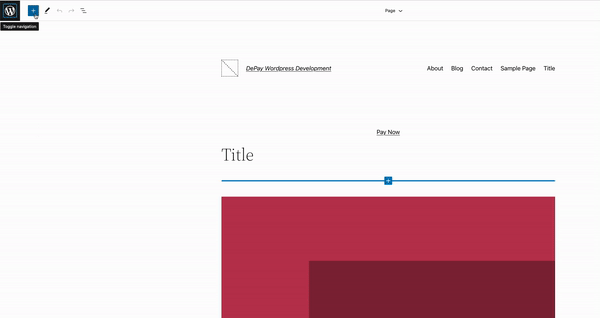 Page
Toggle navigation
DePay Wordpress Development
About Blog Contact Sample Page Title
Pay Now
Title